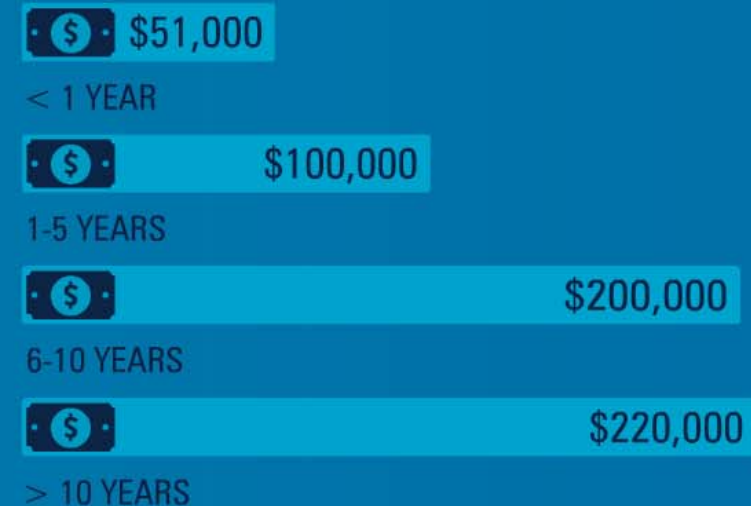 $ $51,000
< 1 YEAR
$ $100,000
1-5 YEARS
$ $200,000
6-10 YEARS
$ $220,000
> 10 YEARS